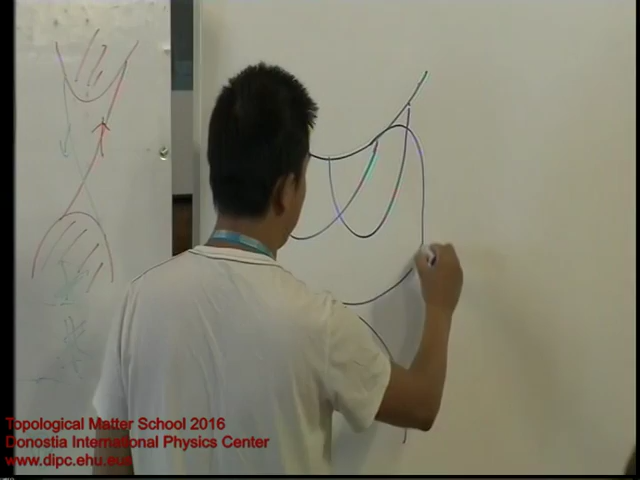 Topological Matter School 2016
Donostia International Physics Center
www.dipc.ehu.eus